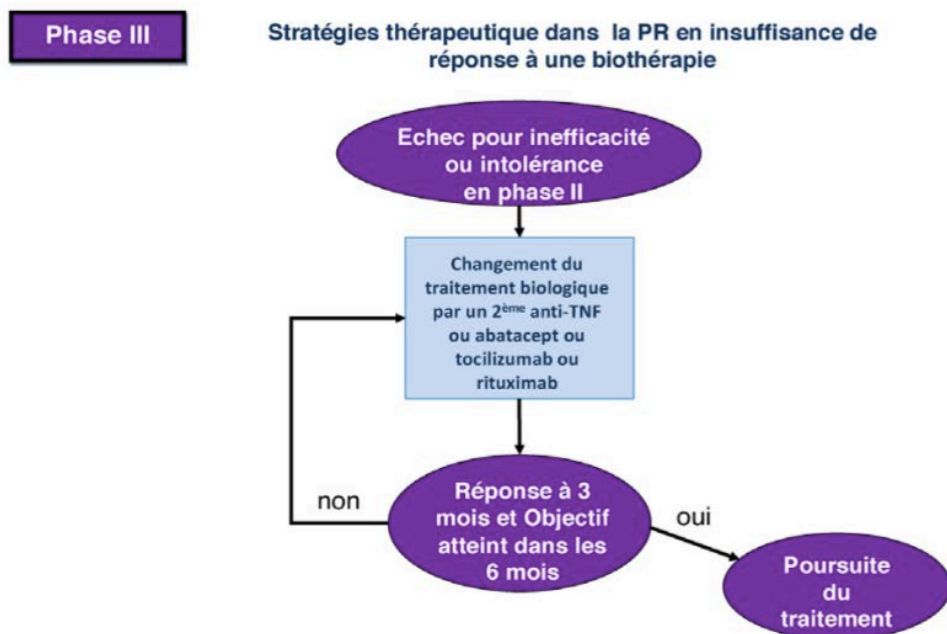 Phase III
Stratégies thérapeutique dans la PR en insuffisance de
réponse à une biothérapie
Echec pour inefficacité
ou intolérance
en phase II
Changement du
traitement biologique
par un 2ème anti-TNF
ou abatacept ou
tocilizumab ou
rituximab
non
Réponse à 3
mois et Objectif
atteint dans les
6 mois
oui
Poursuite
du
traitement